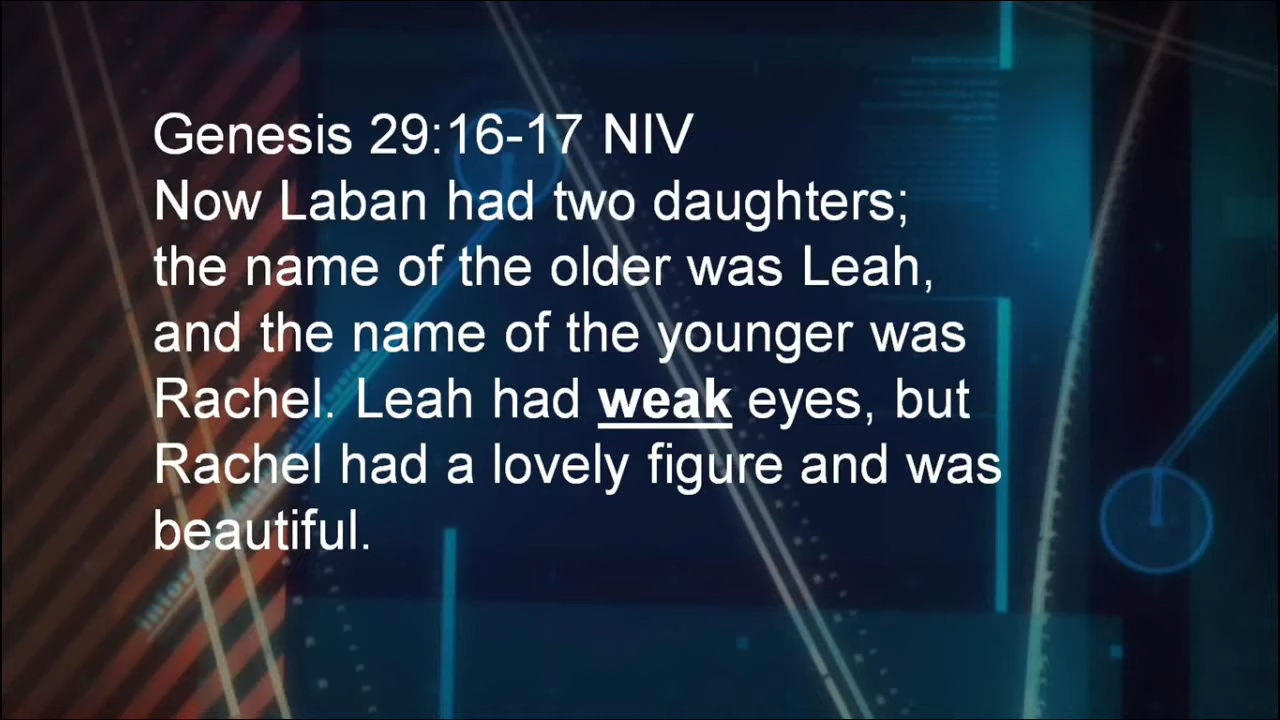 Genesis 29:16-17 NIV
Now Laban had two daughters;
the name of the older was Leah,
and the name of the younger was
Rachel. Leah had weak eyes, but
Rachel had a lovely figure and was
beautiful.